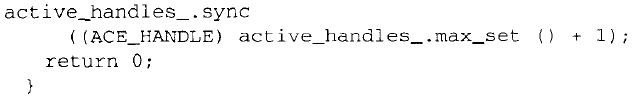 active_handles_.sync
((ACE_HANDLE) active_handles_.max_set () + 1);
return 0;
}